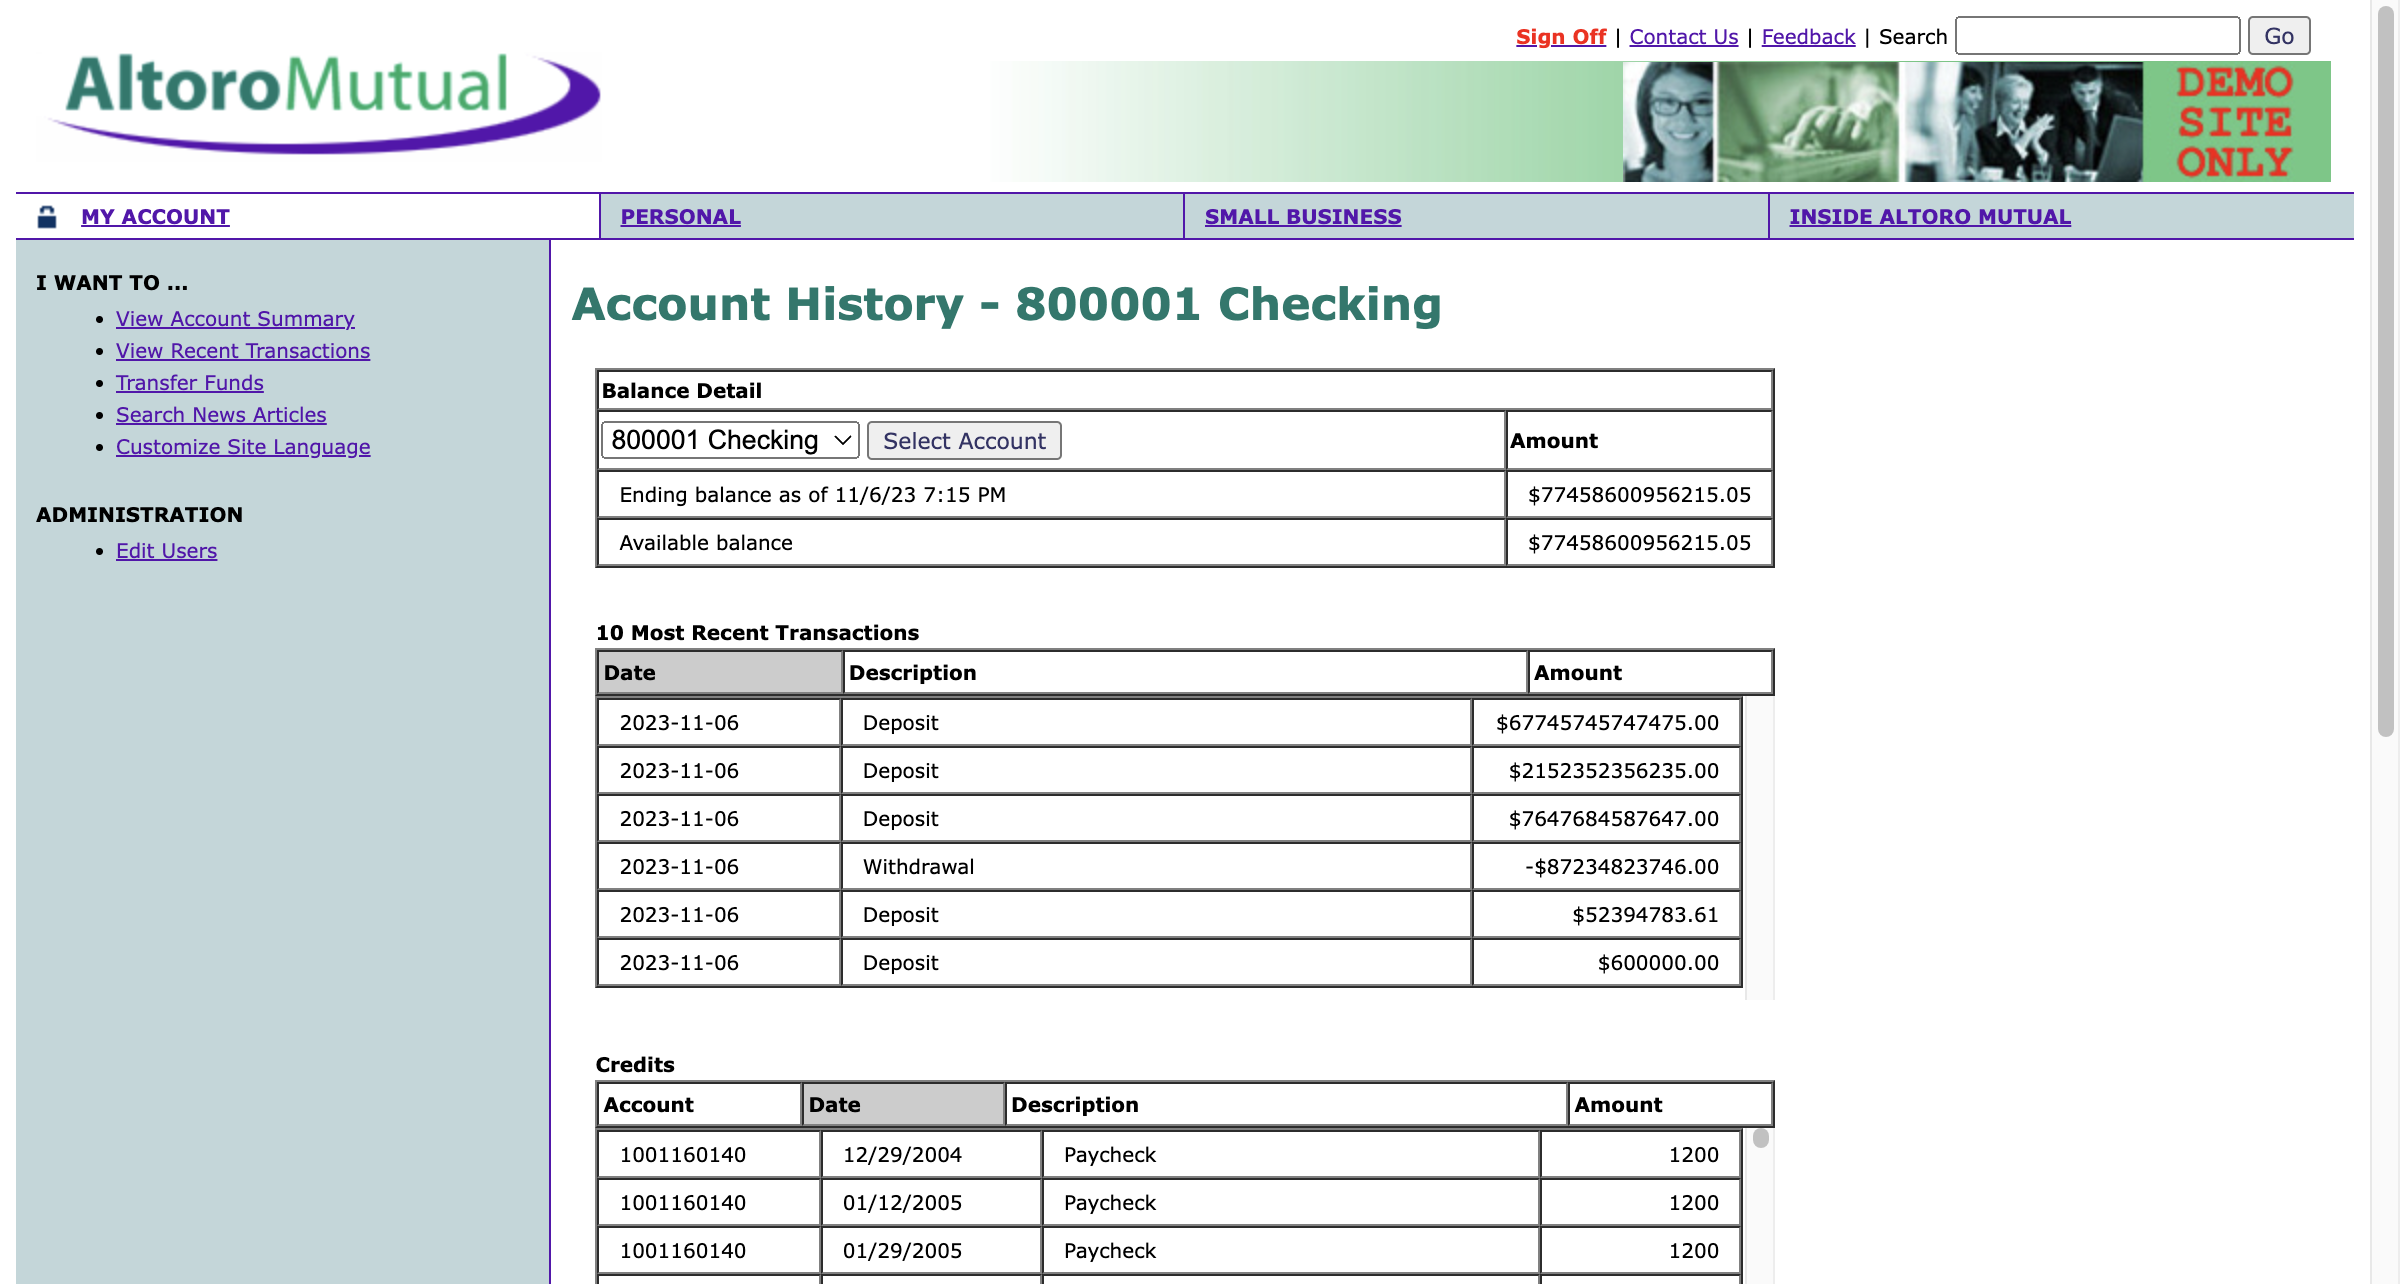 Sign Off | Contact Us | Feedback | Search Go
AltoroMutual
DEMO
SITE
ONLY
MY ACCOUNT PERSONAL SMALL BUSINESS INSIDE ALTORO MUTUAL
I WANT TO ...
View Account Summary
View Recent Transactions
Transfer Funds
Search News Articles
Customize Site Language
ADMINISTRATION
Edit Users
Account History - 800001 Checking
Balance Detail
800001 Checking Select Account Amount
Ending balance as of 11/6/23 7:15 PM $77458600956215.05
Available balance $77458600956215.05
10 Most Recent Transactions
Date Description Amount
2023-11-06 Deposit $67745745747475.00
2023-11-06 Deposit $2152352356235.00
2023-11-06 Deposit $7647684587647.00
2023-11-06 Withdrawal -$87234823746.00
2023-11-06 Deposit $52394783.61
2023-11-06 Deposit $600000.00
Credits
Account Date Description Amount
1001160140 12/29/2004 Paycheck 1200
1001160140 01/12/2005 Paycheck 1200
1001160140 01/29/2005 Paycheck 1200